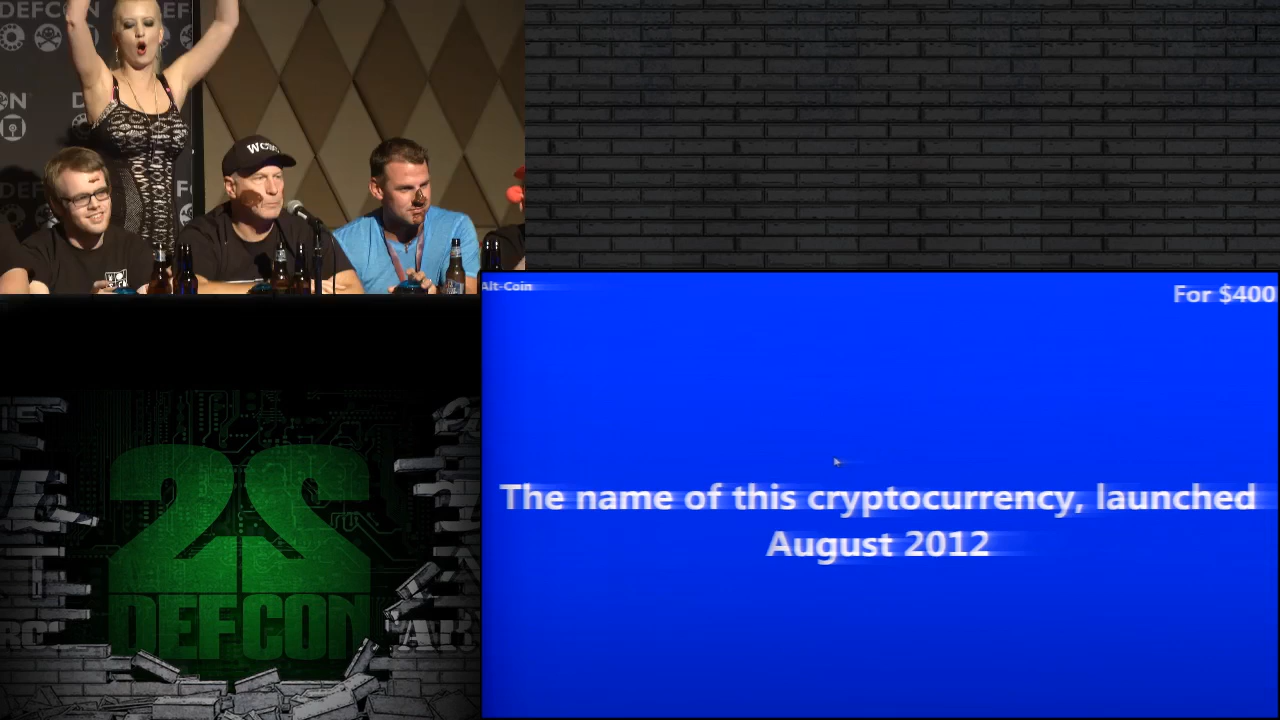 DEFCON
Alt-Coin
For $400
The name of this cryptocurrency, launched
August 2012
22
DEFCON